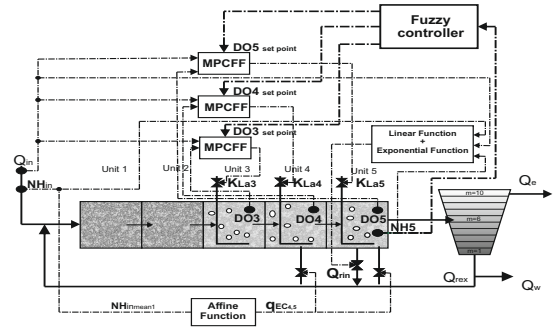 Fuzzy
controller
DO5 set point
MPCFF
DO4 set point
MPCFF
DO3 set point
MPCFF
Linear Function
+
Exponential Function
Qin
NHin
Unit 1
Unit 2
Unit 3
Unit 4
Unit 5
KLa3
KLa4
KLa5
DO3
DO4
DO5
NH5
m=10
m=6
m=1
Qe
Qrin
Qrex
Qw
NHinmean1
Affine
Function
qEC4,5